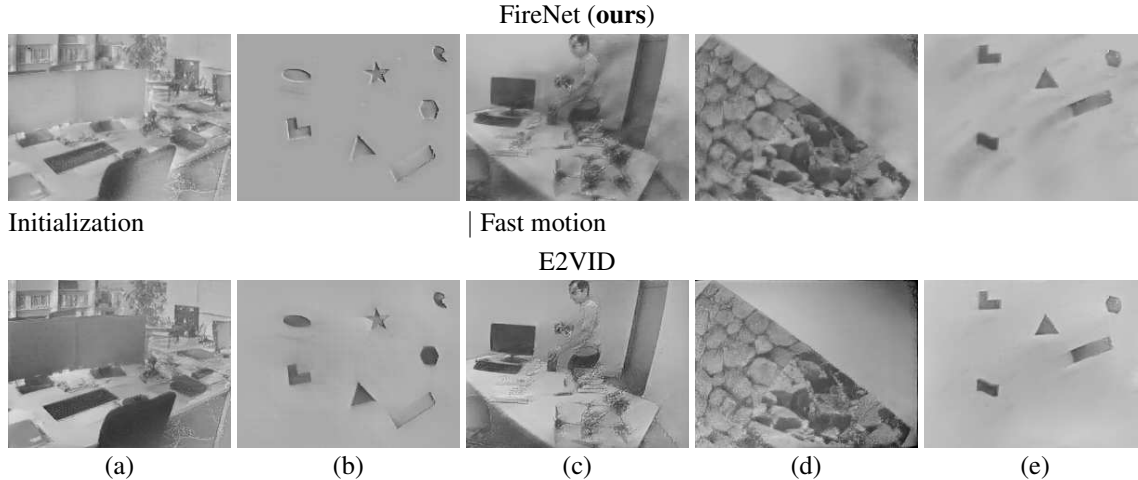 FireNet (ours)
Initialization | Fast motion
E2VID
(a) (b) (c) (d) (e)